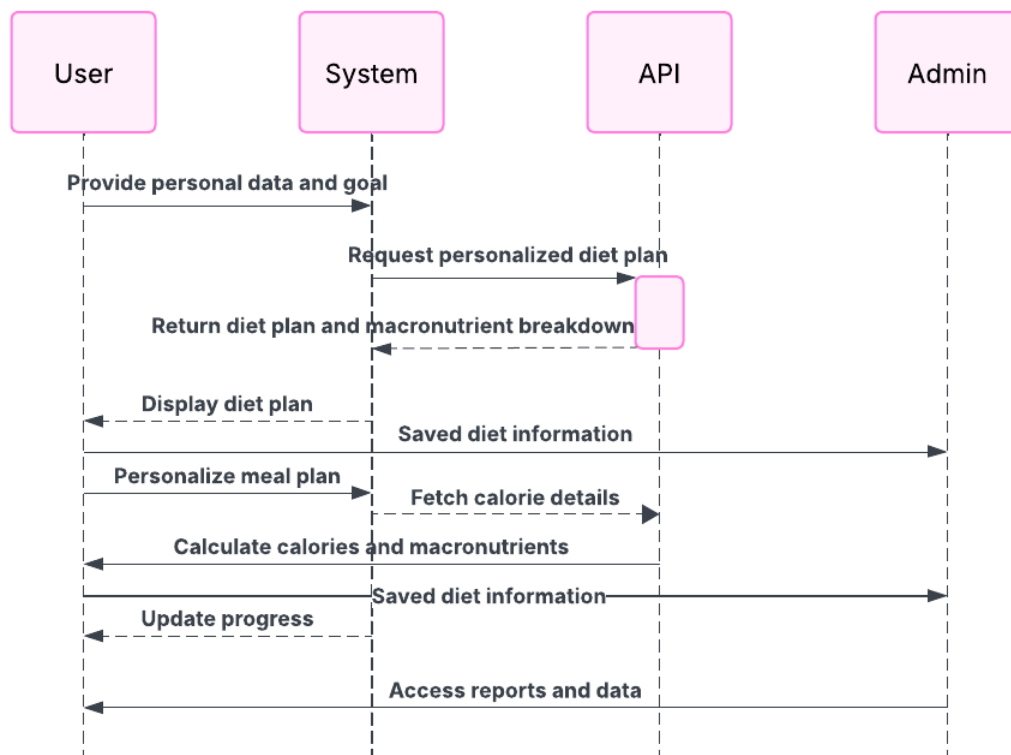 User
System
API
Admin
Provide personal data and goal
Request personalized diet plan
Return diet plan and macronutrient breakdown
Display diet plan
Saved diet information
Personalize meal plan
Fetch calorie details
Calculate calories and macronutrients
Saved diet information
Update progress
Access reports and data